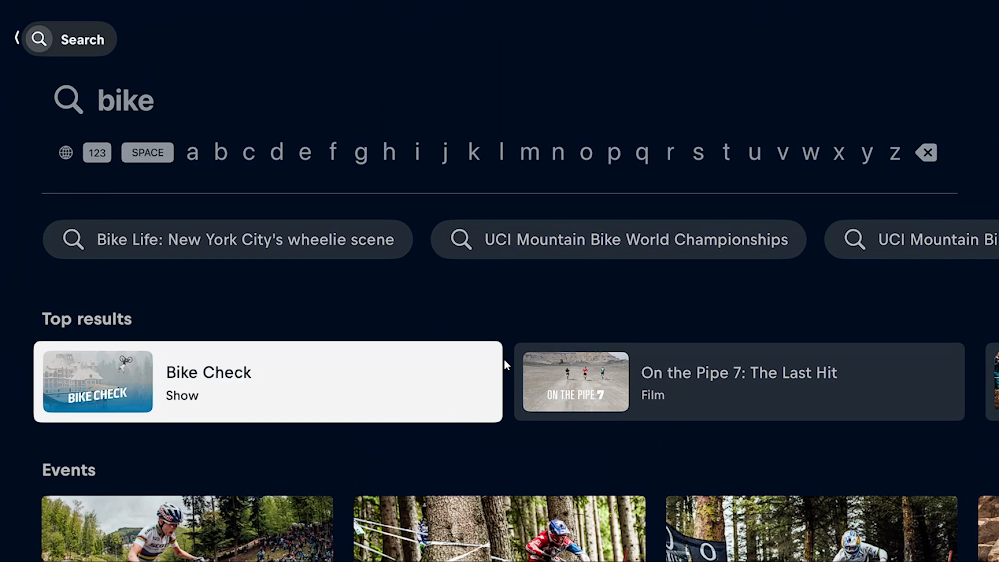 Search
bike
123 SPACE a b c d e f g h i j k l m n o p q r s t u v w x y z
Bike Life: New York City's wheelie scene
UCI Mountain Bike World Championships
UCI Mountain Bi
Top results
BIKE CHECK
Bike Check
Show
ON THE PIPE 7
On the Pipe 7: The Last Hit
Film
Events